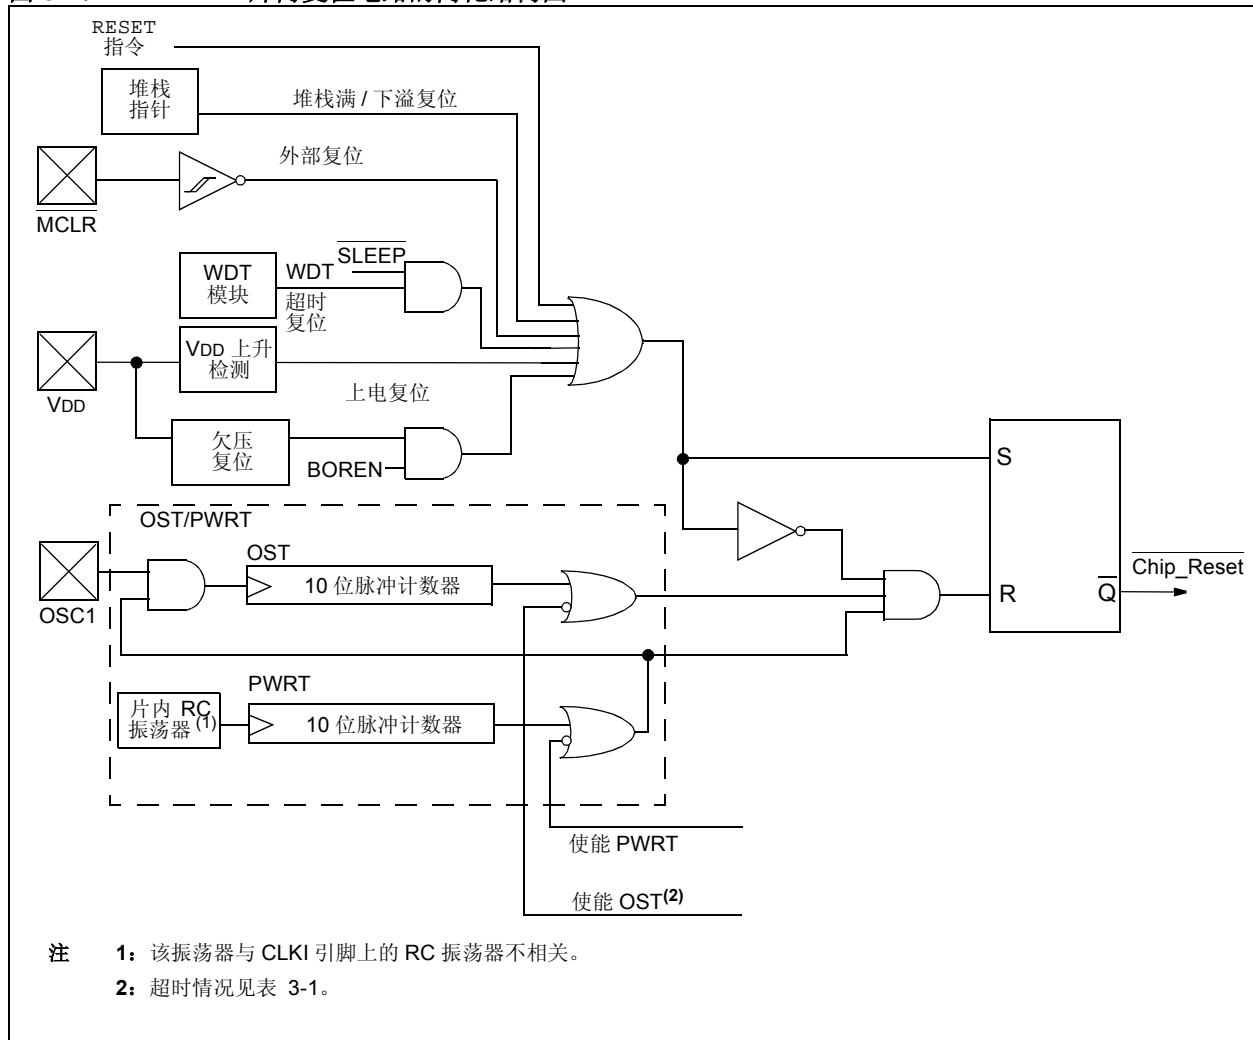 RESET
指令
堆栈
指针
堆栈满 / 下溢复位
外部复位
MCLR
SLEEP
WDT
模块
WDT
超时
复位
VDD 上升
检测
VDD
上电复位
欠压
复位
BOREN
S
OST/PWRT
OST
10 位脉冲计数器
OSC1
Chip_Reset
R
Q
PWRT
片内 RC
振荡器(1)
10 位脉冲计数器
使能 PWRT
使能 OST(2)
注 1: 该振荡器与 CLKI 引脚上的 RC 振荡器不相关。
2: 超时情况见表 3-1。